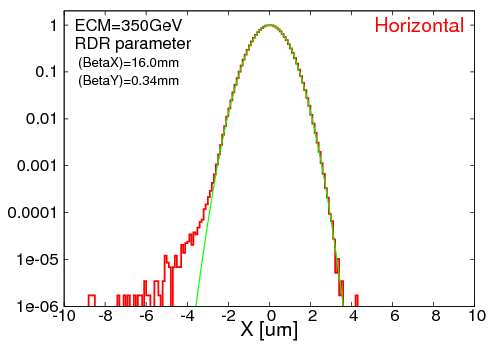 ECM=350GeV
RDR parameter
(BetaX)=16.0mm
(BetaY)=0.34mm
Horizontal
1
0.1
0.01
0.001
0.0001
1e-05
1e-06
-10 -8 -6 -4 -2 0 2 4 6 8 10
X [um]